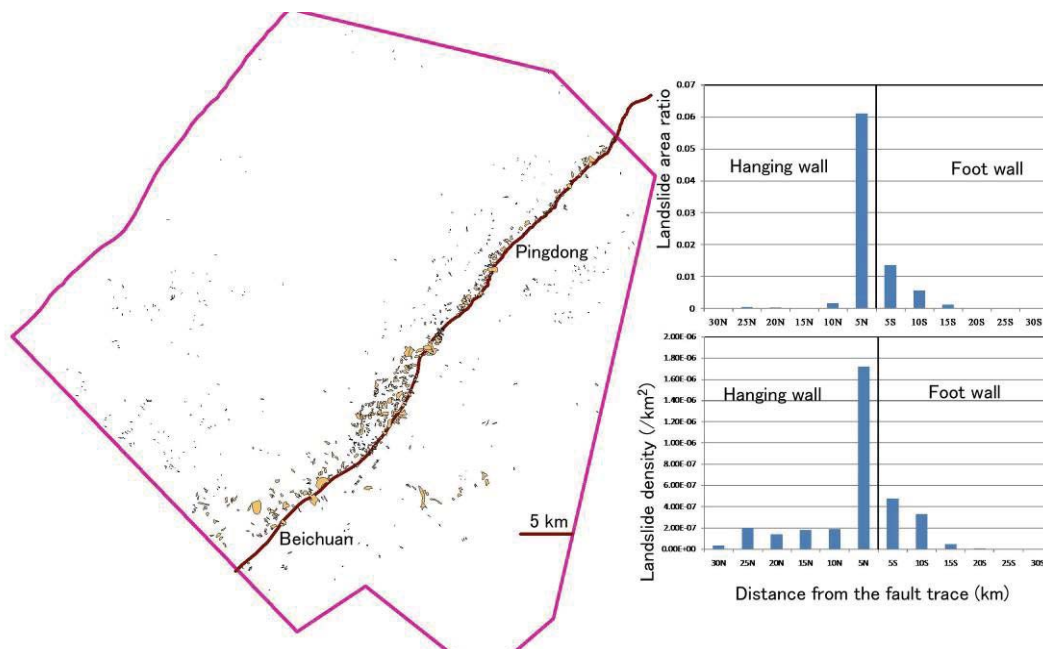 Pingdong
Beichuan
5 km
Landslide area ratio
0.07
0.06
0.05
0.04
0.03
0.02
0.01
0
Hanging wall
Foot wall
30N 25N 20N 15N 10N 5N 5S 10S 15S 20S 25S 30S
Landslide density (/km²)
2.00E-06
1.80E-06
1.60E-06
1.40E-06
1.20E-06
1.00E-06
8.00E-07
6.00E-07
4.00E-07
2.00E-07
0.00E+00
Hanging wall
Foot wall
30N 25N 20N 15N 10N 5N 5S 10S 15S 20S 25S 30S
Distance from the fault trace (km)